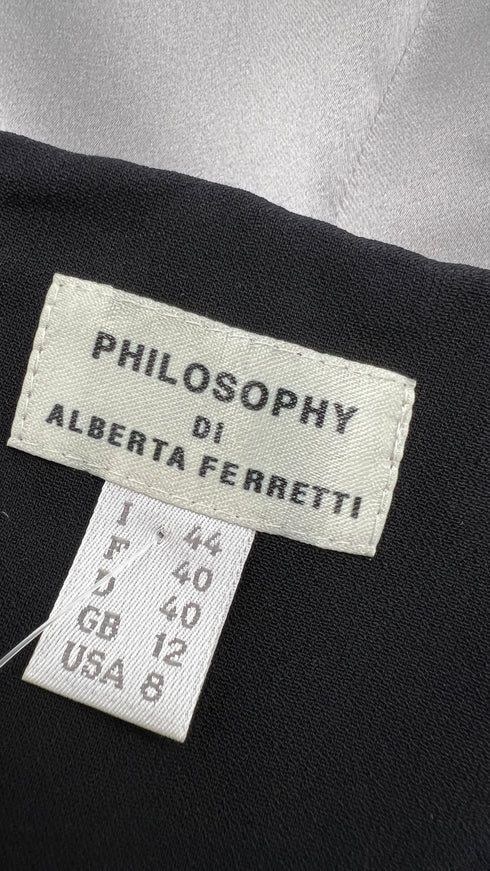 PHILOSOPHY
DI
ALBERTA FERRETTI
I 44
F 40
D 40
GB 12
USA 8